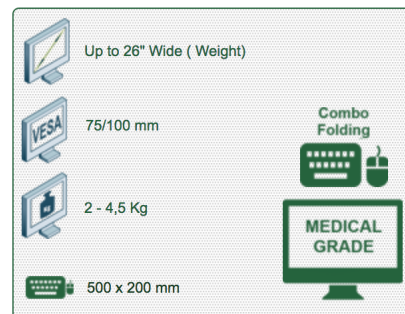 Up to 26" Wide ( Weight)
VESA
75/100 mm
Combo
Folding
KG
2 - 4,5 Kg
MEDICAL
GRADE
500 x 200 mm